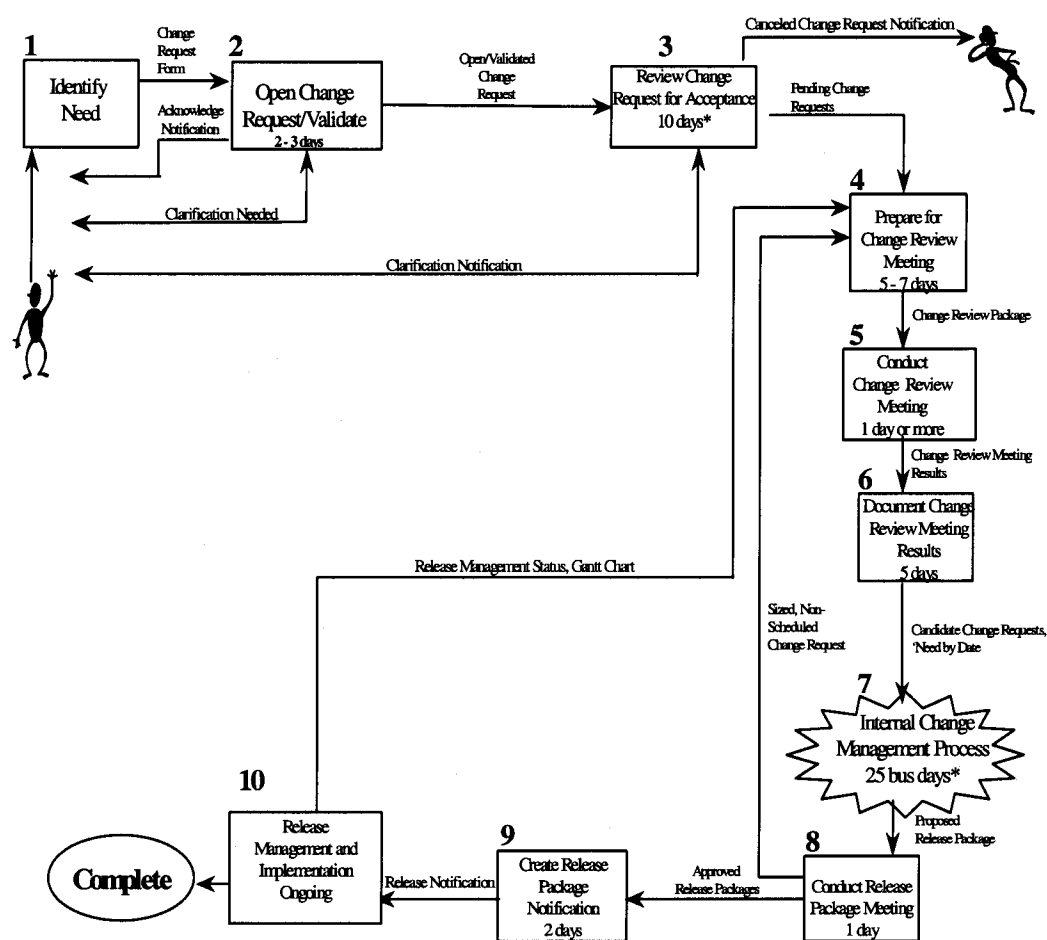 Canceled Change Request Notification
1
Change
Request
Form
Identify
Need
2
Open Change
Request/Validate
2 - 3 days
Acknowledge
Notification
Open/Validated
Change
Request
3
Review Change
Request for Acceptance
10 days*
Pending Change
Requests
Clarification Needed
Clarification Notification
4
Prepare for
Change Review
Meeting
5 - 7 days
Change Review Package
5
Conduct
Change Review
Meeting
1 day or more
Change Review Meeting
Results
6
Document Change
Review Meeting
Results
5 days
Release Management Status, Gantt Chart
Sized, Non-
Scheduled
Change Request
Candidate Change Requests,
'Need by Date
7
Internal Change
Management Process
25 bus days*
Proposed
Release Package
8
Conduct Release
Package Meeting
1 day
Approved
Release Packages
9
Create Release
Package
Notification
2 days
Release Notification
10
Release
Management and
Implementation
Ongoing
Complete